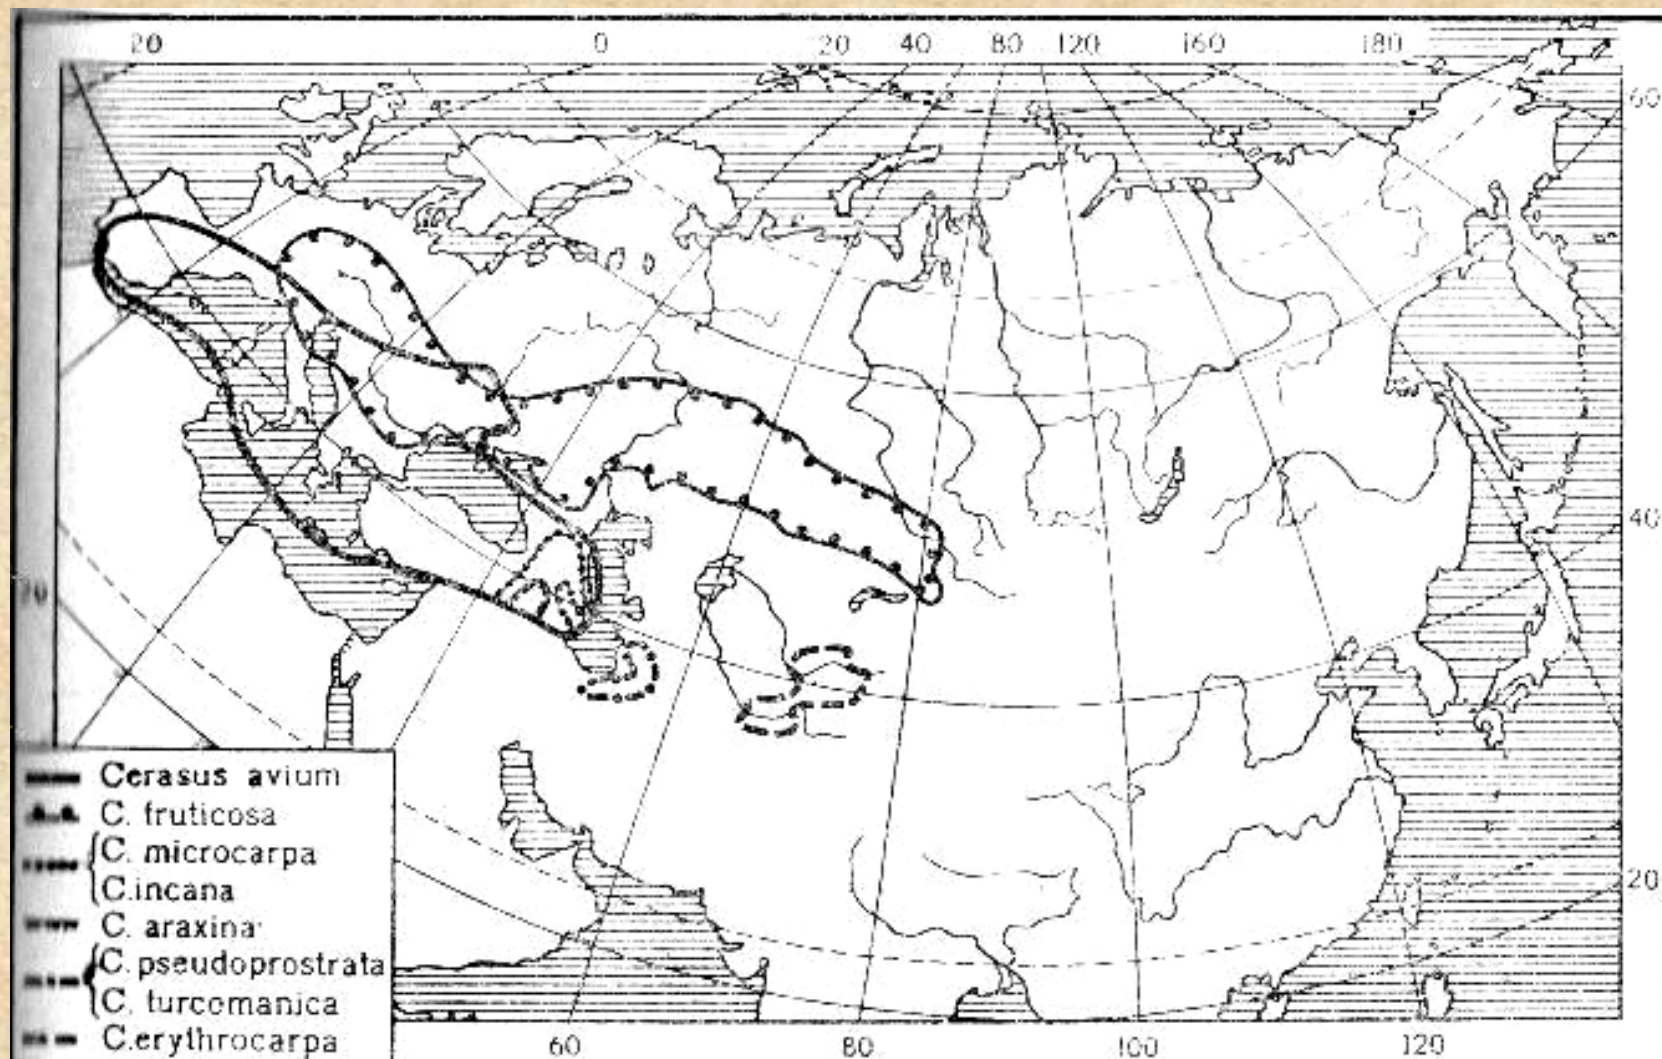 20 0 20 40 80 120 160 180
60
40
20
20
Cerasus avium
C. fruticosa
C. microcarpa
C.incana
C. araxina
C. pseudoprostrata
C. turcomanica
C.erythrocarpa
60 80 100 120